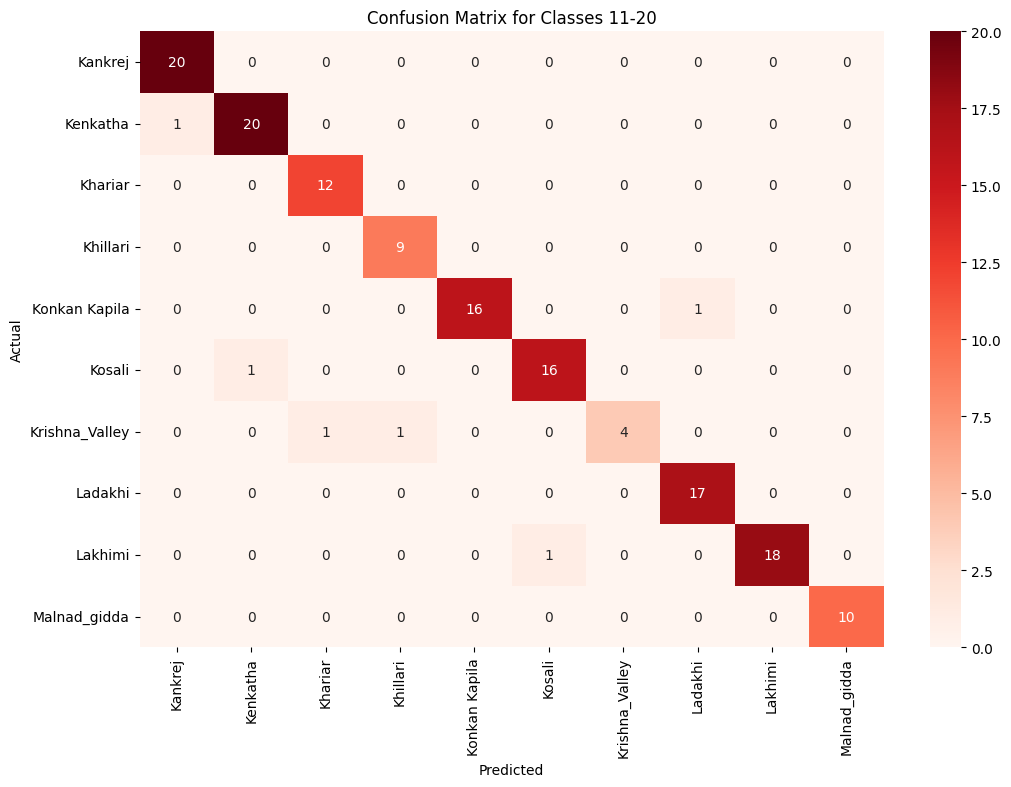 Confusion Matrix for Classes 11-20
Kankrej 20 0 0 0 0 0 0 0 0 0
Kenkatha 1 20 0 0 0 0 0 0 0 0
Khariar 0 0 12 0 0 0 0 0 0 0
Khillari 0 0 0 9 0 0 0 0 0 0
Konkan Kapila 0 0 0 0 16 0 0 1 0 0
Kosali 0 1 0 0 0 16 0 0 0 0
Krishna_Valley 0 0 1 1 0 0 4 0 0 0
Ladakhi 0 0 0 0 0 0 0 17 0 0
Lakhimi 0 0 0 0 0 1 0 0 18 0
Malnad_gidda 0 0 0 0 0 0 0 0 0 10
Actual
Kankrej
Kenkatha
Khariar
Khillari
Konkan Kapila
Kosali
Krishna_Valley
Ladakhi
Lakhimi
Malnad_gidda
Predicted
20.0
17.5
15.0
12.5
10.0
7.5
5.0
2.5
0.0